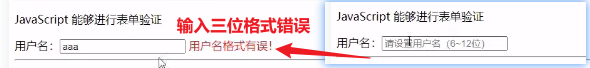 JavaScript 能够进行表单验证
用户名：aaa 用户名格式有误!
输入三位格式错误
JavaScript 能够进行表单验证
用户名：请设置用户名（6~12位）